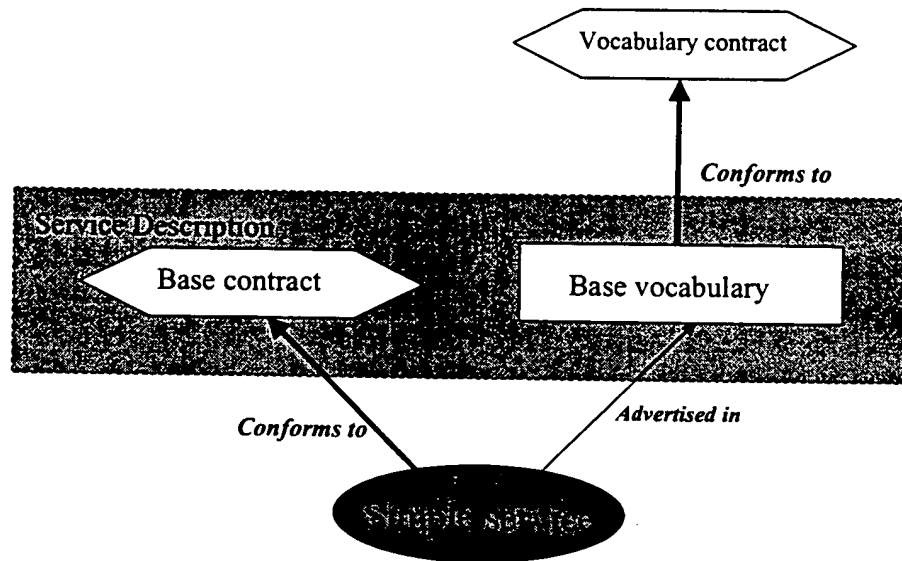 Vocabulary contract
Conforms to
Service Description
Base contract
Base vocabulary
Conforms to
Advertised in
Simple service